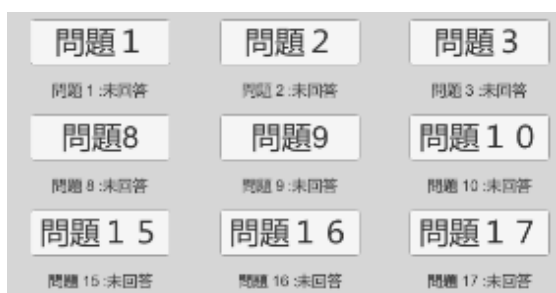 問題１ 問題２ 問題３
問題 1 :未回答 問題 2 :未回答 問題 3 :未回答
問題8 問題9 問題１０
問題 8 :未回答 問題 9 :未回答 問題 10 :未回答
問題１５ 問題１６ 問題１７
問題 15 :未回答 問題 16 :未回答 問題 17 :未回答